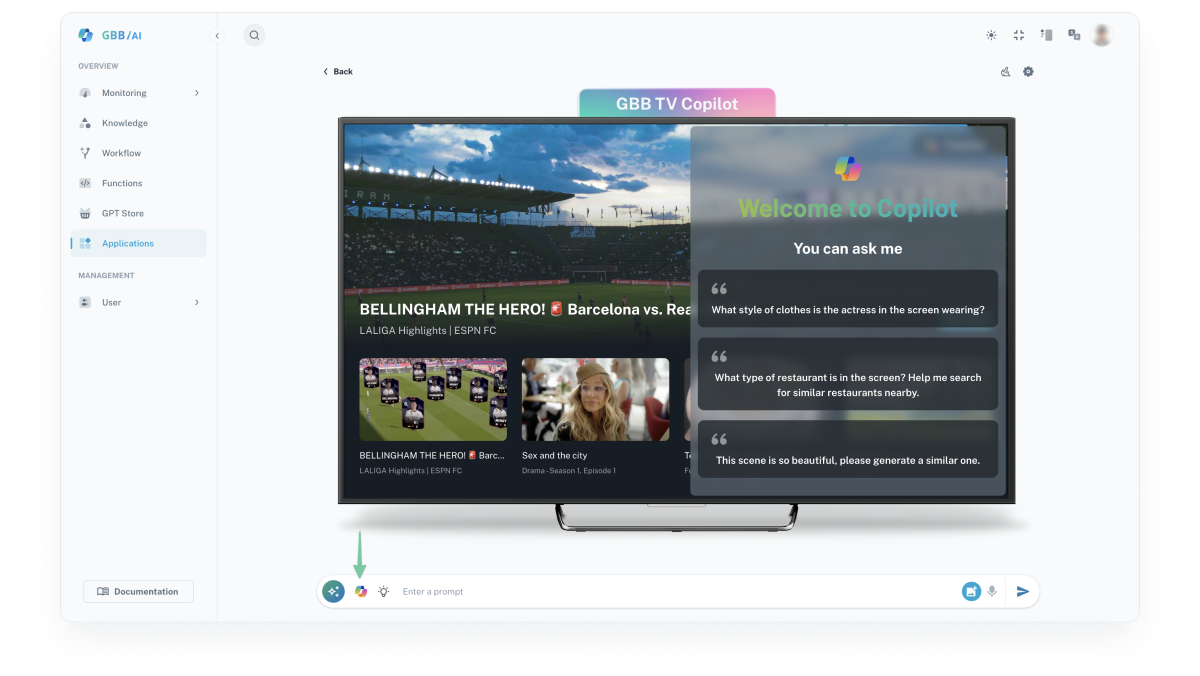 GBB/AI
OVERVIEW
Monitoring
Knowledge
Workflow
Functions
GPT Store
Applications
MANAGEMENT
User
Documentation
Back
GBB TV Copilot
BELLINGHAM THE HERO! 🚨 Barcelona vs. Rea
LALIGA Highlights | ESPN FC
BELLINGHAM THE HERO! 🚨 Barc...
LALIGA Highlights | ESPN FC
Sex and the city
Drama - Season 1, Episode 1
Welcome to Copilot
You can ask me
What style of clothes is the actress in the screen wearing?
What type of restaurant is in the screen? Help me search
for similar restaurants nearby.
This scene is so beautiful, please generate a similar one.
Enter a prompt